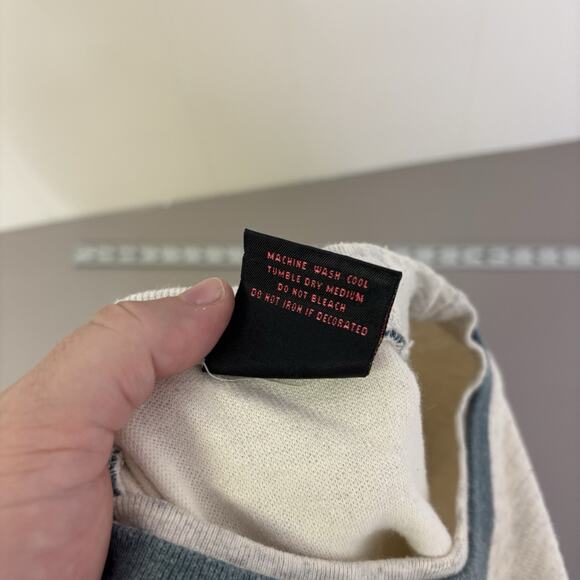 MACHINE WASH COOL
TUMBLE DRY MEDIUM
DO NOT BLEACH
DO NOT IRON IF DECORATED